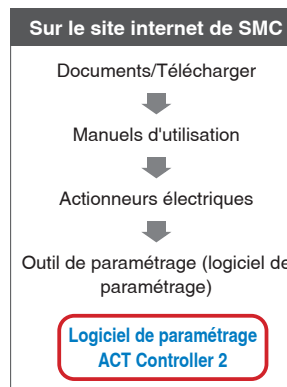 Sur le site internet de SMC
Documents/Télécharger
Manuels d'utilisation
Actionneurs électriques
Outil de paramétrage (logiciel de
paramétrage)
Logiciel de paramétrage
ACT Controller 2